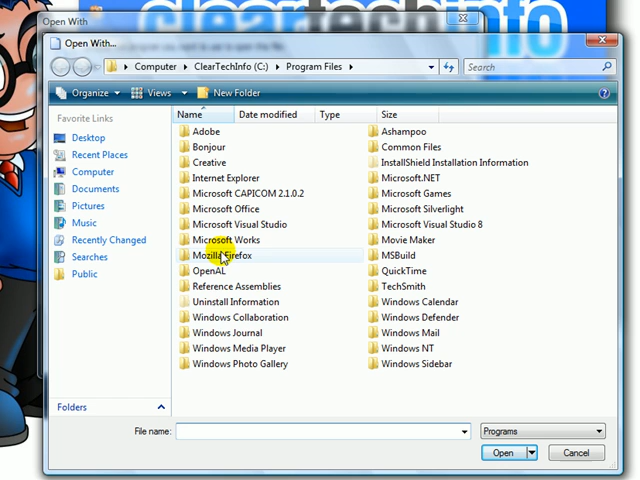 cleartechinfo
Open With
Open With...
Computer ClearTechInfo (C:) Program Files Search
Organize Views New Folder
Favorite Links
Desktop
Recent Places
Computer
Documents
Pictures
Music
Recently Changed
Searches
Public
Folders
Name Date modified Type Size
Adobe Ashampoo
Bonjour Common Files
Creative InstallShield Installation Information
Internet Explorer Microsoft.NET
Microsoft CAPICOM 2.1.0.2 Microsoft Games
Microsoft Office Microsoft Silverlight
Microsoft Visual Studio Microsoft Visual Studio 8
Microsoft Works Movie Maker
Mozilla Firefox MSBuild
OpenAL QuickTime
Reference Assemblies TechSmith
Uninstall Information Windows Calendar
Windows Collaboration Windows Defender
Windows Journal Windows Mail
Windows Media Player Windows NT
Windows Photo Gallery Windows Sidebar
File name: Programs
Open Cancel